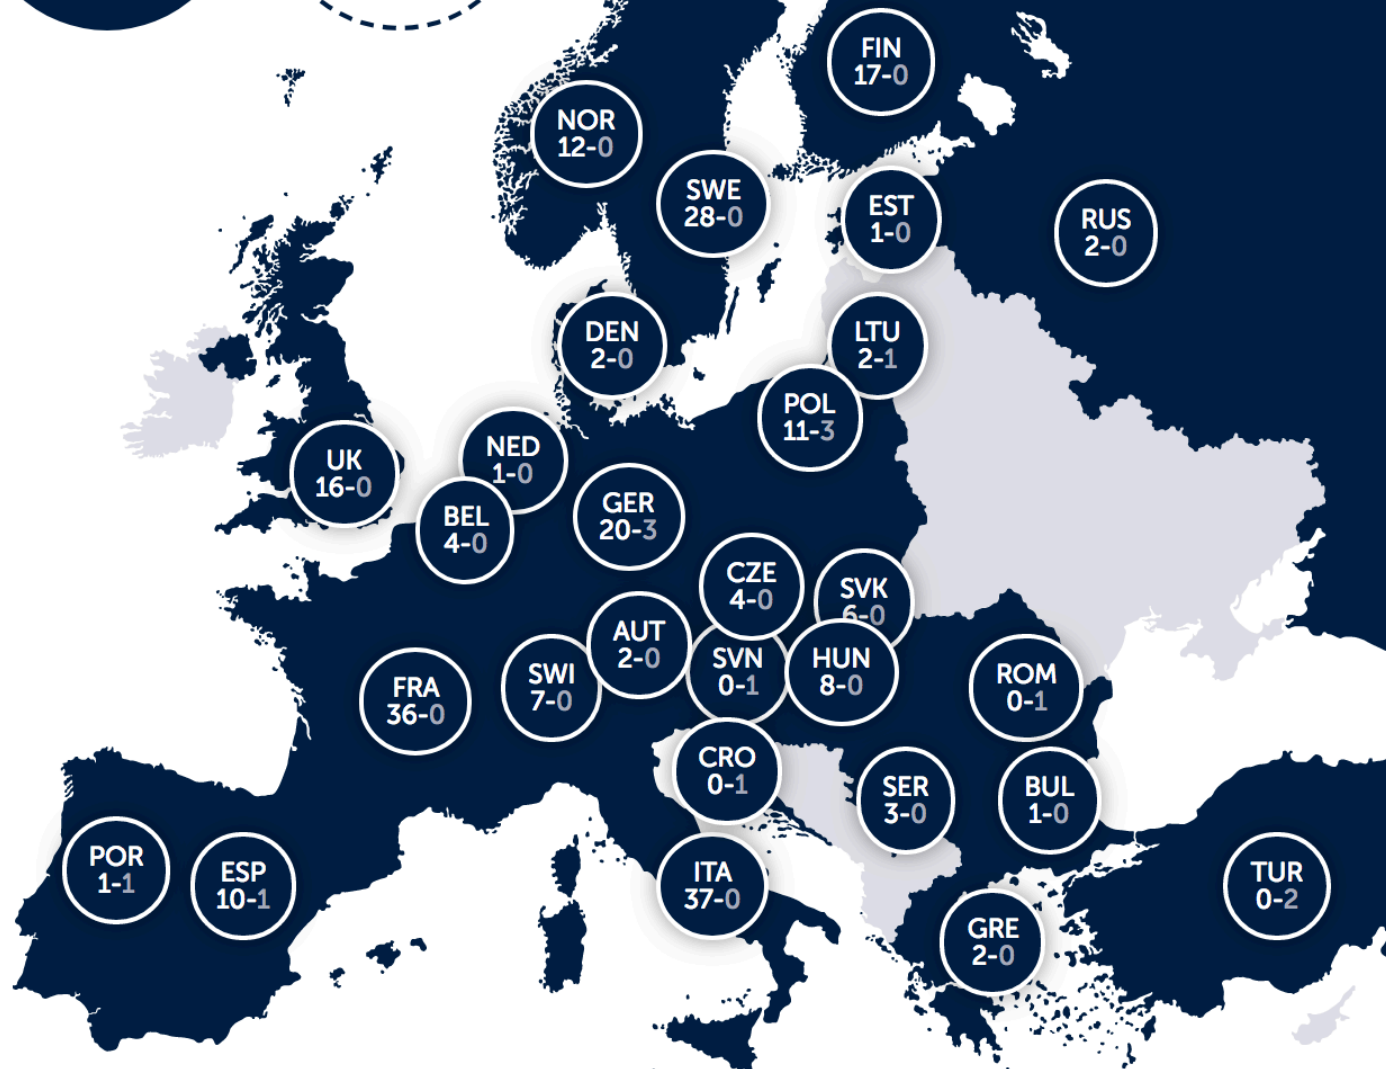 FIN
17-0
NOR
12-0
SWE
28-0
EST
1-0
RUS
2-0
DEN
2-0
LTU
2-1
POL
11-3
UK
16-0
NED
1-0
BEL
4-0
GER
20-3
CZE
4-0
SVK
6-0
AUT
2-0
SVN
0-1
HUN
8-0
SWI
7-0
FRA
36-0
ROM
0-1
CRO
0-1
SER
3-0
BUL
1-0
POR
1-1
ESP
10-1
ITA
37-0
TUR
0-2
GRE
2-0